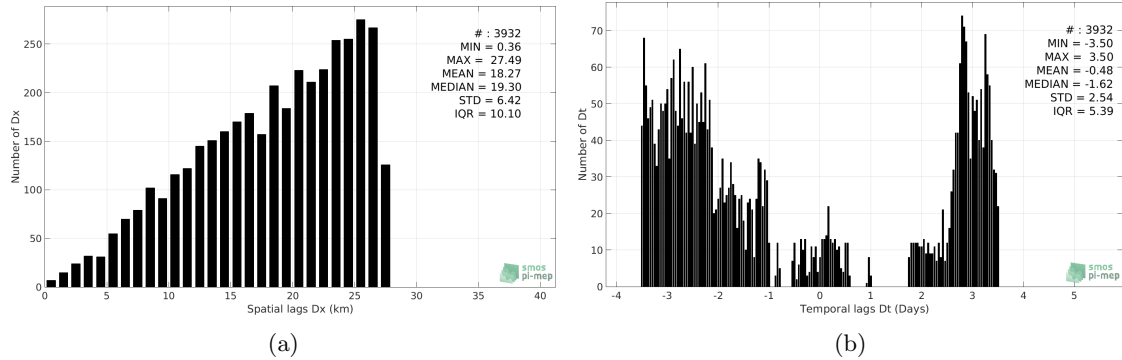 # : 3932
MIN = 0.36
MAX = 27.49
MEAN = 18.27
MEDIAN = 19.30
STD = 6.42
IQR = 10.10
250
200
150
100
50
0
Number of Dx
0 5 10 15 20 25 30 35 40
Spatial lags Dx (km)
smos
pi-mep
(a)
# : 3932
MIN = -3.50
MAX = 3.50
MEAN = -0.48
MEDIAN = -1.62
STD = 2.54
IQR = 5.39
70
60
50
40
30
20
10
0
Number of Dt
-4 -3 -2 -1 0 1 2 3 4 5
Temporal lags Dt (Days)
smos
pi-mep
(b)